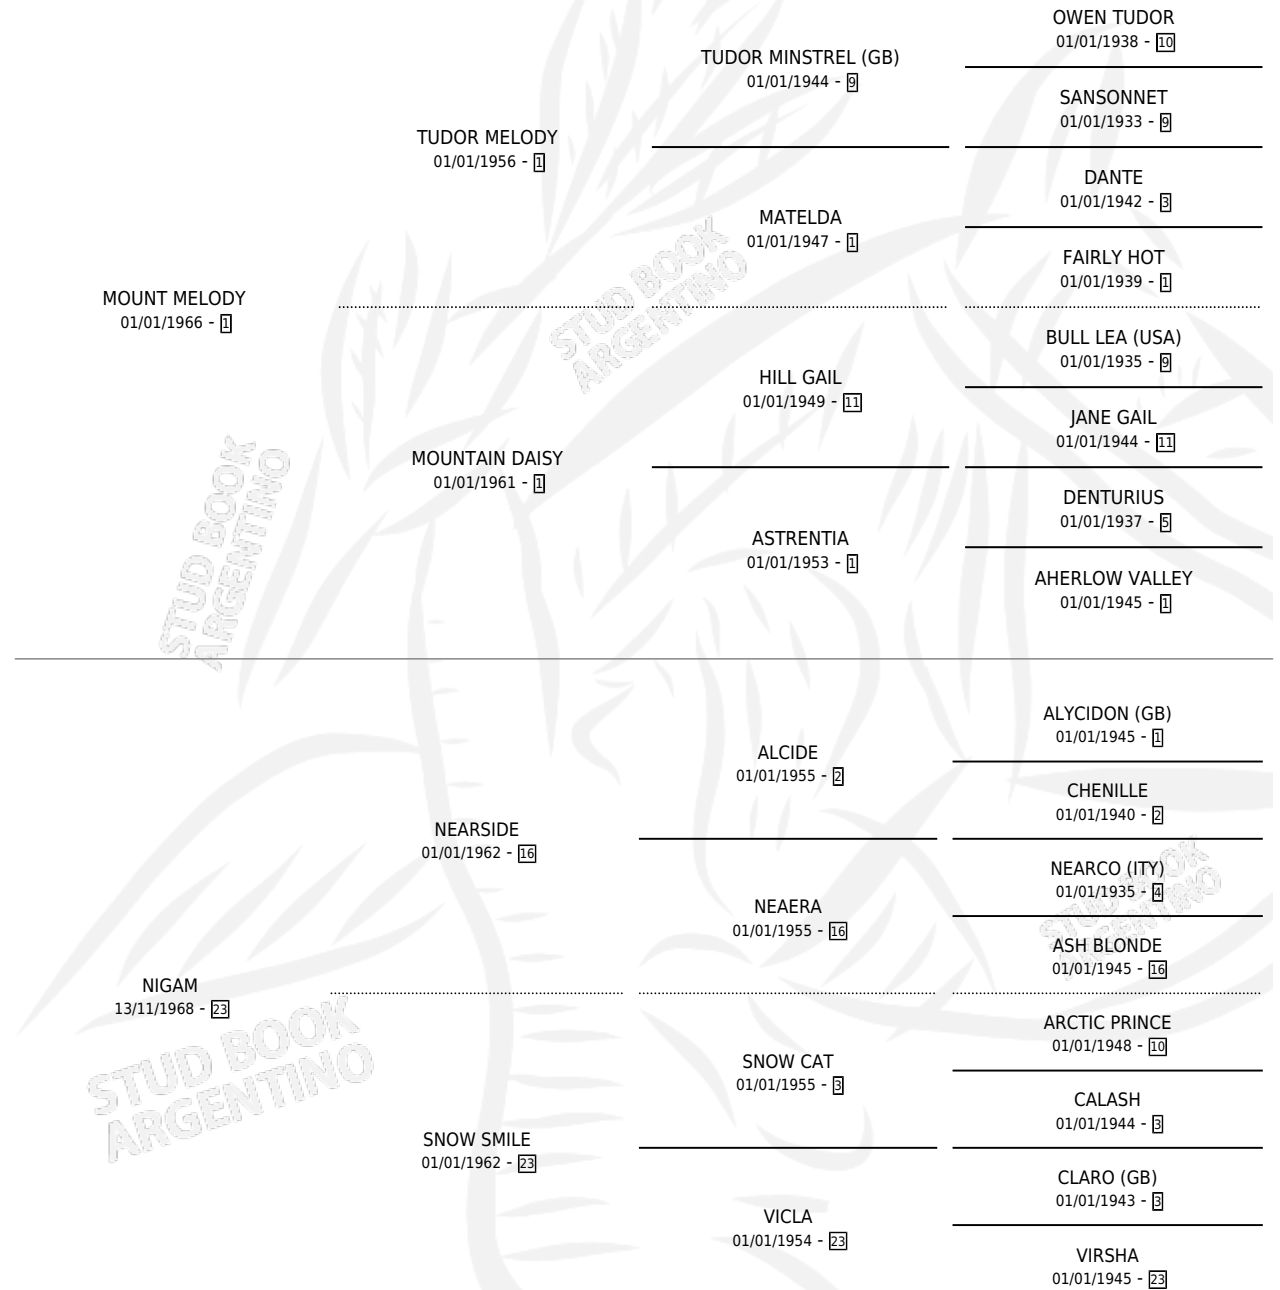 OWEN TUDOR
01/01/1938 - 10
TUDOR MINSTREL (GB)
01/01/1944 - 9
SANSONNET
01/01/1933 - 9
TUDOR MELODY
01/01/1956 - 1
DANTE
01/01/1942 - 3
MATELDA
01/01/1947 - 1
FAIRLY HOT
01/01/1939 - 1
MOUNT MELODY
01/01/1966 - 1
BULL LEA (USA)
01/01/1935 - 9
HILL GAIL
01/01/1949 - 11
JANE GAIL
01/01/1944 - 11
MOUNTAIN DAISY
01/01/1961 - 1
DENTURIUS
01/01/1937 - 5
ASTRENTIA
01/01/1953 - 1
AHERLOW VALLEY
01/01/1945 - 1
STUD BOOK
ARGENTINO
STUD BOOK
ARGENTINO
ALYCIDON (GB)
01/01/1945 - 1
ALCIDE
01/01/1955 - 2
CHENILLE
01/01/1940 - 2
NEARSIDE
01/01/1962 - 16
NEARCO (ITY)
01/01/1935 - 4
NEAERA
01/01/1955 - 16
ASH BLONDE
01/01/1945 - 16
NIGAM
13/11/1968 - 23
ARCTIC PRINCE
01/01/1948 - 10
SNOW CAT
01/01/1955 - 3
CALASH
01/01/1944 - 3
SNOW SMILE
01/01/1962 - 23
CLARO (GB)
01/01/1943 - 3
VICLA
01/01/1954 - 23
VIRSHA
01/01/1945 - 23
STUD BOOK
ARGENTINO
STUD BOOK
ARGENTINO